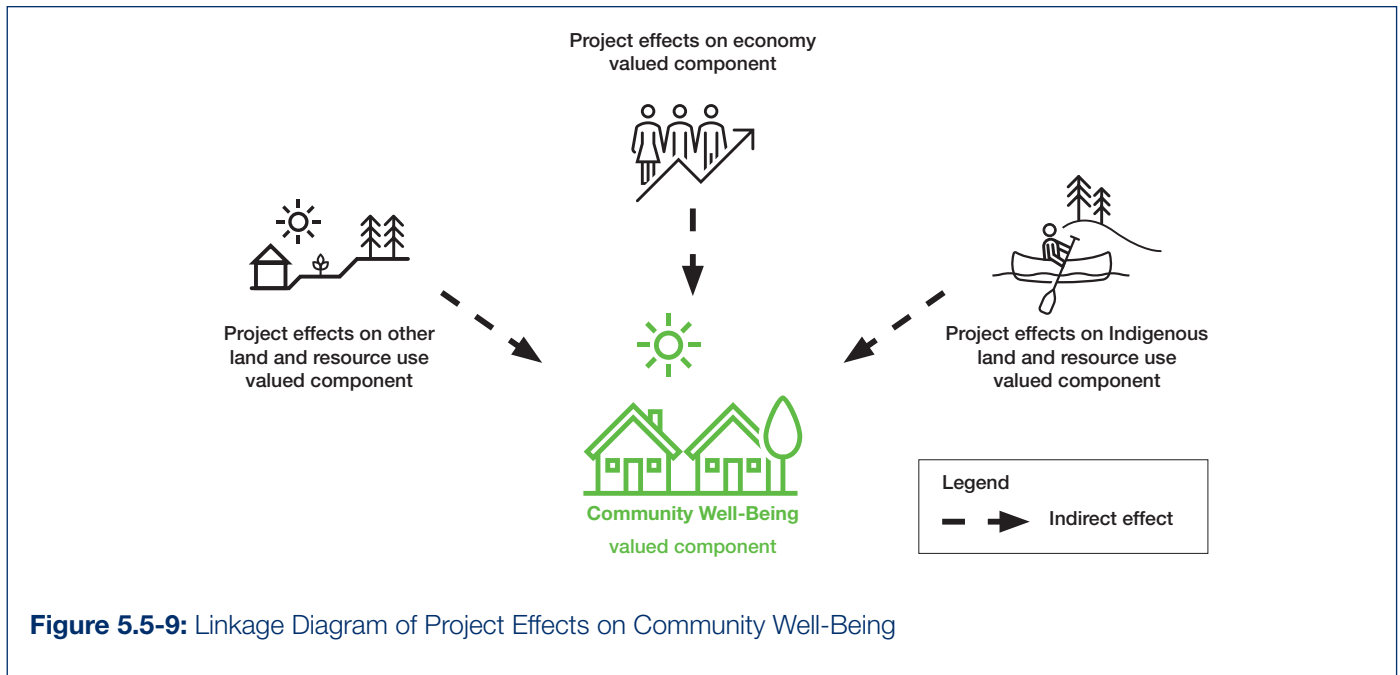 Project effects on economy
valued component
Project effects on other
land and resource use
valued component
Project effects on Indigenous
land and resource use
valued component
Community Well-Being
valued component
Legend
Indirect effect
Figure 5.5-9: Linkage Diagram of Project Effects on Community Well-Being